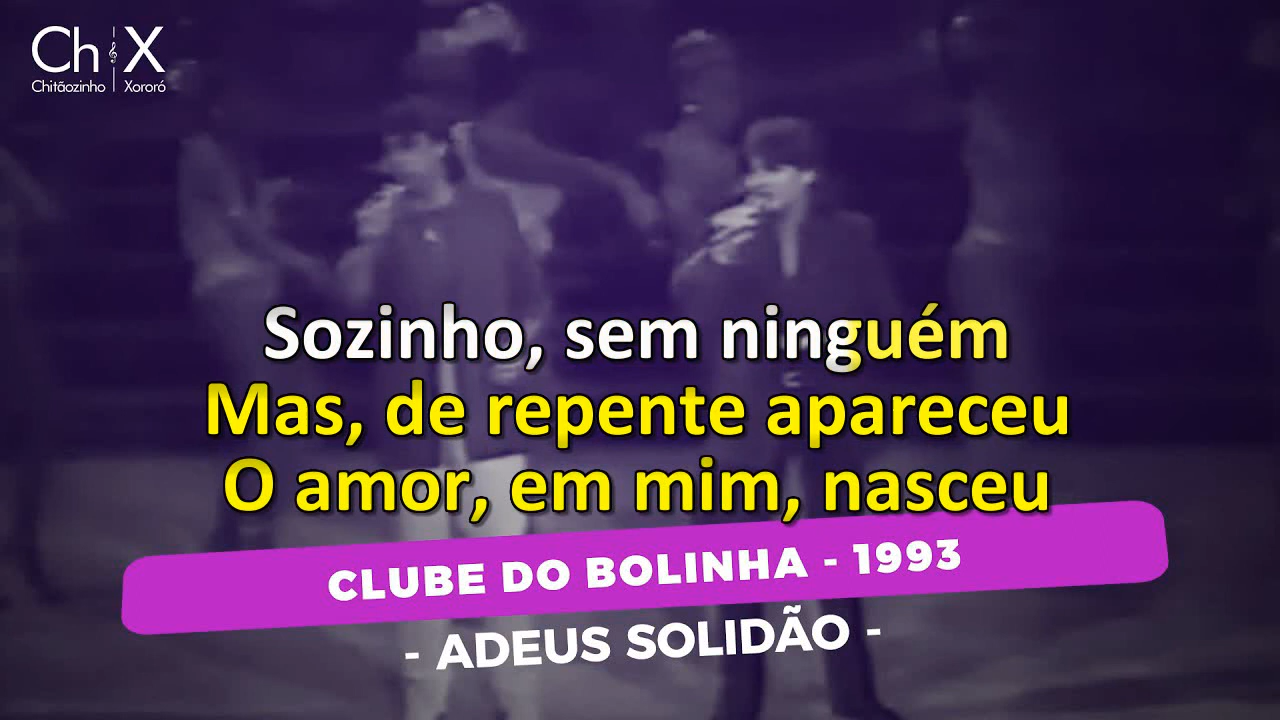 Ch X
Chitãozinho Xororó
Sozinho, sem ninguém
Mas, de repente apareceu
O amor, em mim, nasceu
CLUBE DO BOLINHA - 1993
- ADEUS SOLIDÃO -